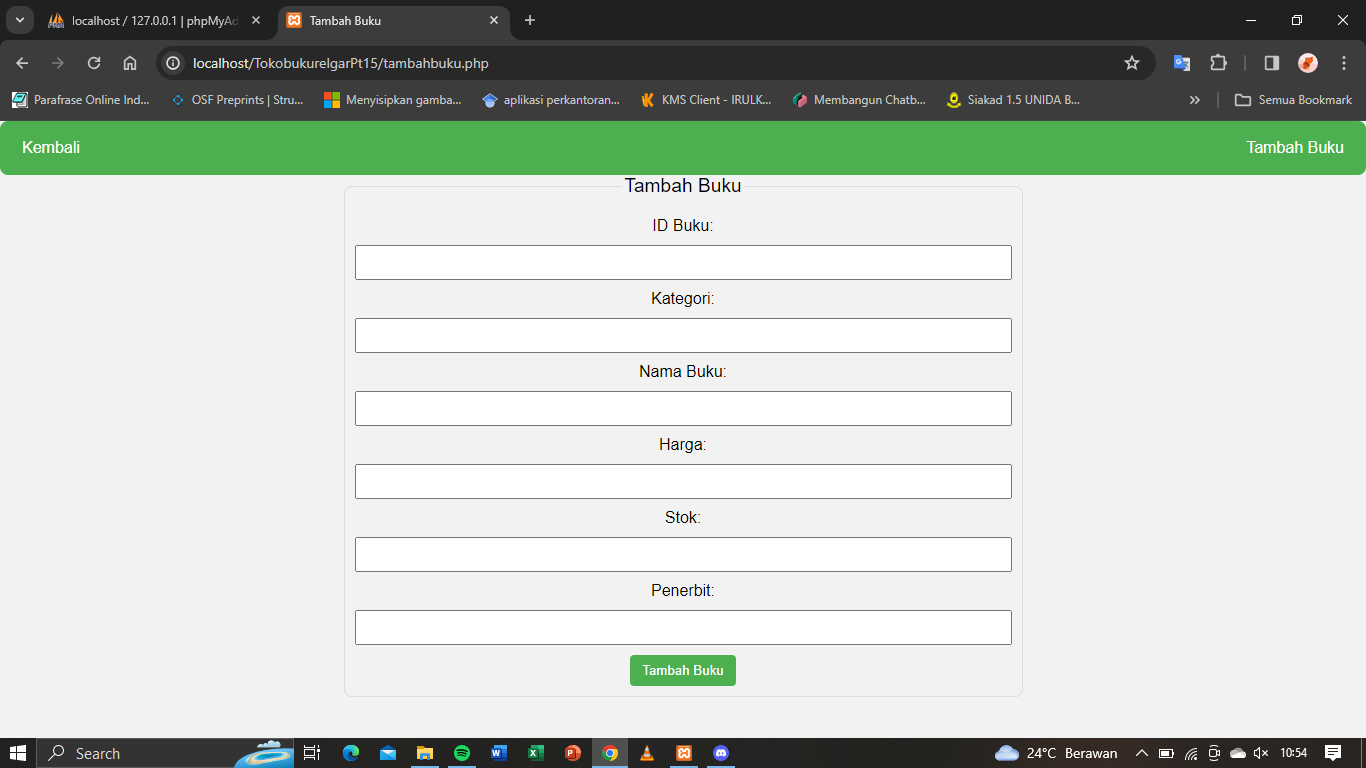 localhost / 127.0.0.1 | phpMyAd
Tambah Buku
localhost/TokobukurelgarPt15/tambahbuku.php
Parafrase Online Ind...
OSF Preprints | Stru...
Menyisipkan gamba...
aplikasi perkantoran...
KMS Client - IRULK...
Membangun Chatb...
Siakad 1.5 UNIDA B...
Semua Bookmark
Kembali
Tambah Buku
Tambah Buku
ID Buku:
Kategori:
Nama Buku:
Harga:
Stok:
Penerbit:
Tambah Buku
Search
24°C Berawan
10:54